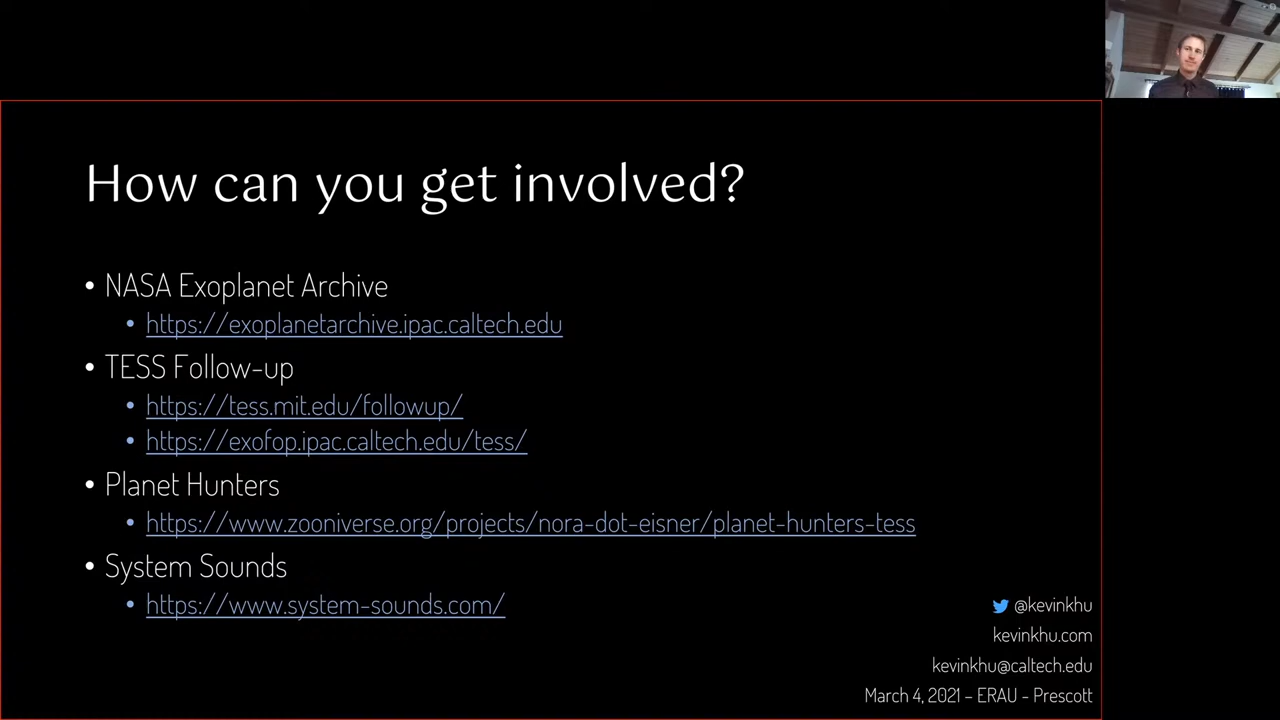 How can you get involved?
• NASA Exoplanet Archive
• https://exoplanetarchive.ipac.caltech.edu
• TESS Follow-up
• https://tess.mit.edu/followup/
• https://exofop.ipac.caltech.edu/tess/
• Planet Hunters
• https://www.zooniverse.org/projects/nora-dot-eisner/planet-hunters-tess
• System Sounds
• https://www.system-sounds.com/
@kevinkhu
kevinkhu.com
kevinkhu@caltech.edu
March 4, 2021 – ERAU - Prescott